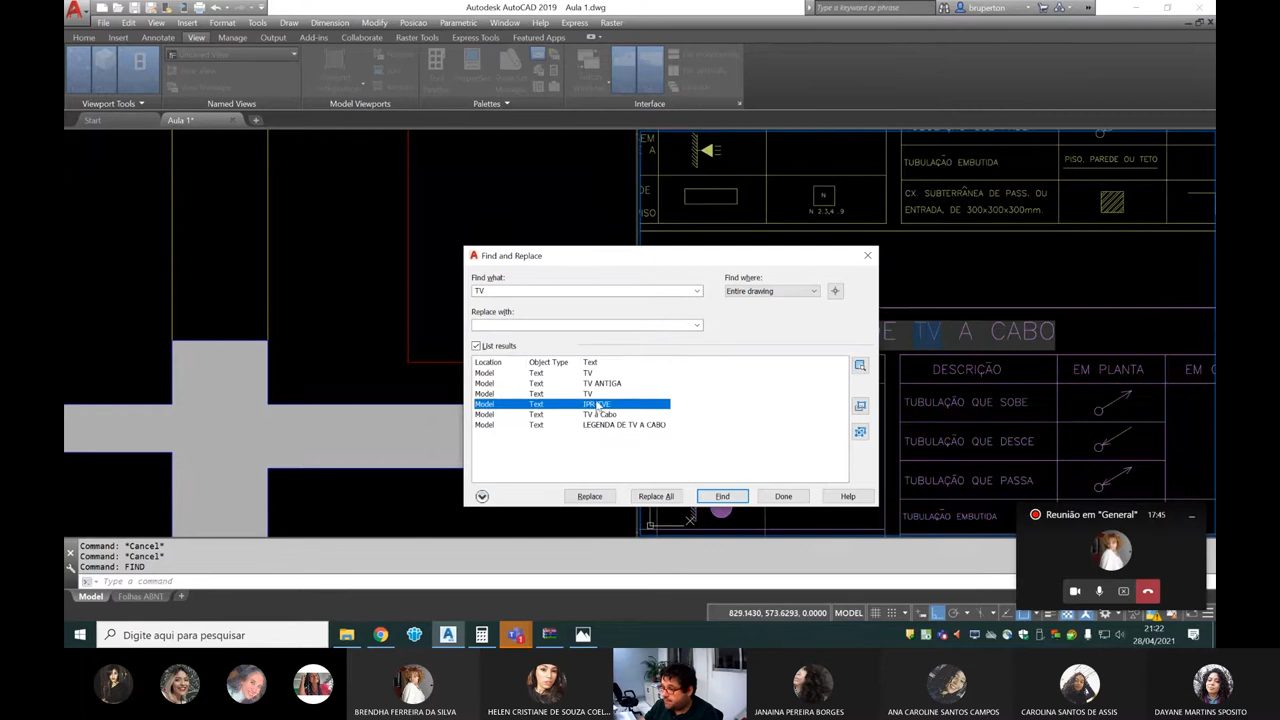 Autodesk AutoCAD 2019 Aula 1.dwg
Type a keyword or phrase
bruperton
File Edit View Insert Format Tools Draw Dimension Modify Posicao Parametric Window Help Express Raster
Home Insert Annotate View Manage Output Add-ins Collaborate Raster Tools Express Tools Featured Apps
Viewport Tools
Named Views
Model Viewports
Palettes
Interface
Start
Aula 1*
EM
A
TUBULAÇÃO EMBUTIDA
PISO, PAREDE OU TETO
DE
PISO
N
N 2,3,4..9
CX. SUBTERRÂNEA DE PASS. OU
ENTRADA, DE 300x300x300mm.
Find and Replace
Find what:
Find where:
TV
Entire drawing
Replace with:
List results
Location Object Type Text
Model Text TV
Model Text TV ANTIGA
Model Text TV
Model Text
Model Text TV à Cabo
Model Text LEGENDA DE TV A CABO
Replace Replace All Find Done Help
DE TV A CABO
DESCRIÇÃO EM PLANTA EM C
TUBULAÇÃO QUE SOBE
TUBULAÇÃO QUE DESCE
TUBULAÇÃO QUE PASSA
TUBULAÇÃO EMBUTIDA
X
Reunião em "General" 17:45
Command: *Cancel*
Command: *Cancel*
Command: FIND
Type a command
Model Folhas ABNT
829.1430, 573.6293, 0.0000 MODEL
Digite aqui para pesquisar
21:22
28/04/2021
BRENDHA FERREIRA DA SILVA
HELEN CRISTIANE DE SOUZA COEL...
JANAINA PEREIRA BORGES
ANA CAROLINE SANTOS CAMPOS
CAROLINA SANTOS DE ASSIS
DAYANE MARTINS SPOSITO